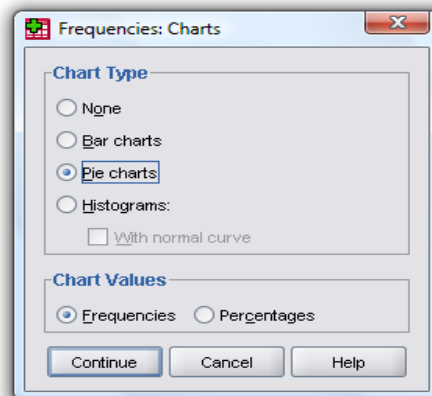 Frequencies: Charts
Chart Type
None
Bar charts
Pie charts
Histograms:
With normal curve
Chart Values
Frequencies Percentages
Continue Cancel Help